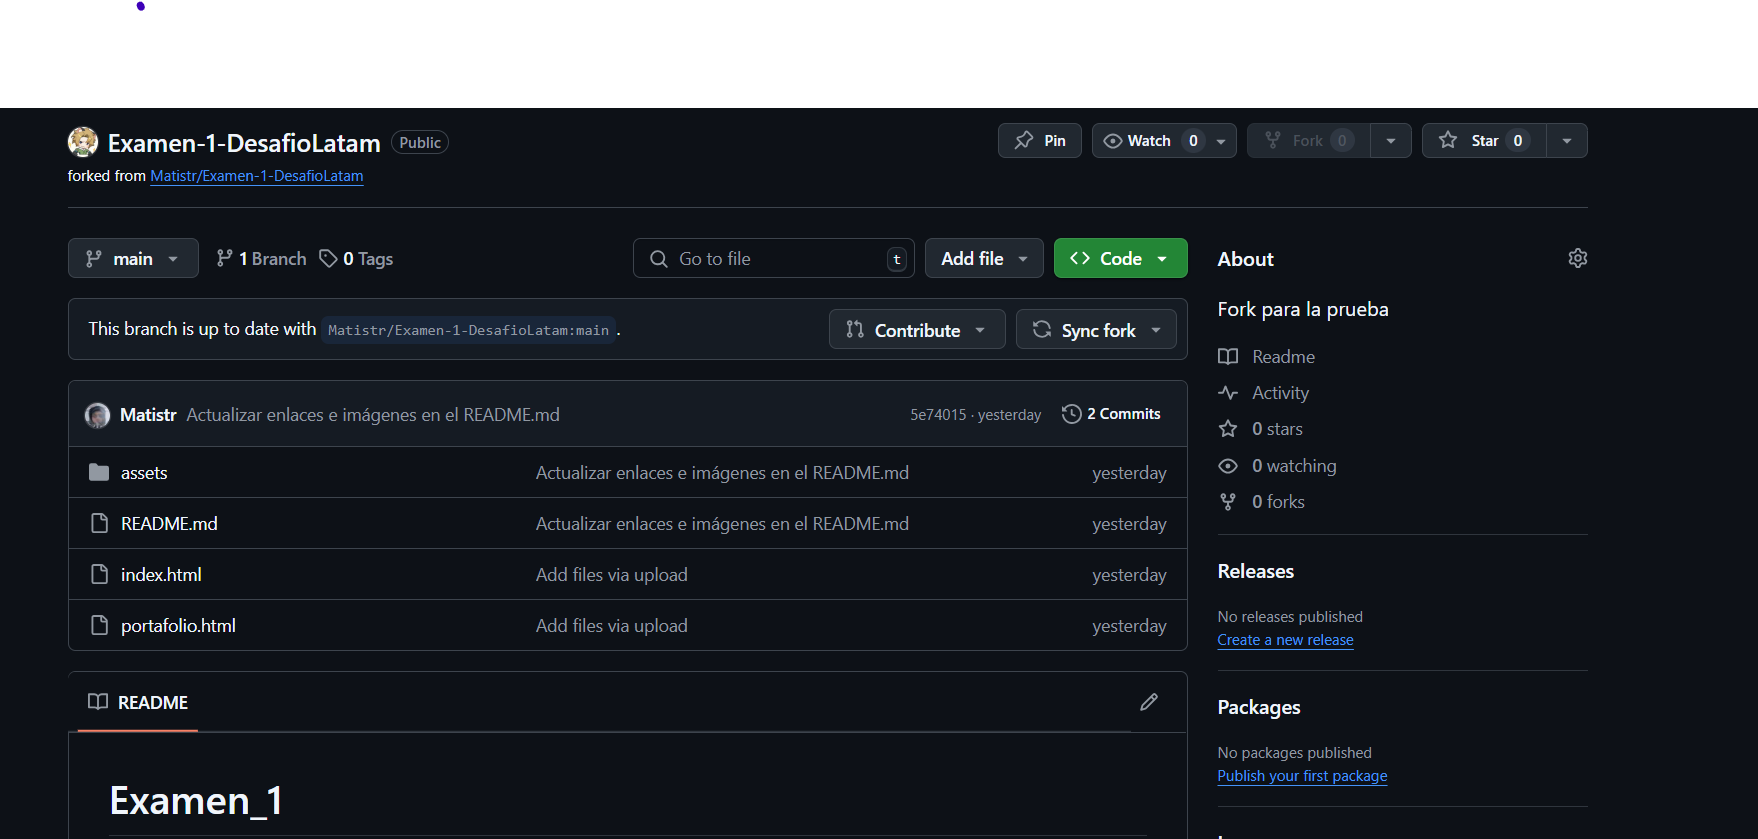 Examen-1-DesafioLatam Public
Pin
Watch 0
Fork 0
Star 0
forked from Matistr/Examen-1-DesafioLatam
main
1 Branch
0 Tags
Go to file t
Add file
Code
This branch is up to date with Matistr/Examen-1-DesafioLatam:main .
Contribute
Sync fork
Matistr Actualizar enlaces e imágenes en el README.md 5e74015 · yesterday 2 Commits
assets Actualizar enlaces e imágenes en el README.md yesterday
README.md Actualizar enlaces e imágenes en el README.md yesterday
index.html Add files via upload yesterday
portafolio.html Add files via upload yesterday
README
Examen_1
About
Fork para la prueba
Readme
Activity
0 stars
0 watching
0 forks
Releases
No releases published
Create a new release
Packages
No packages published
Publish your first package